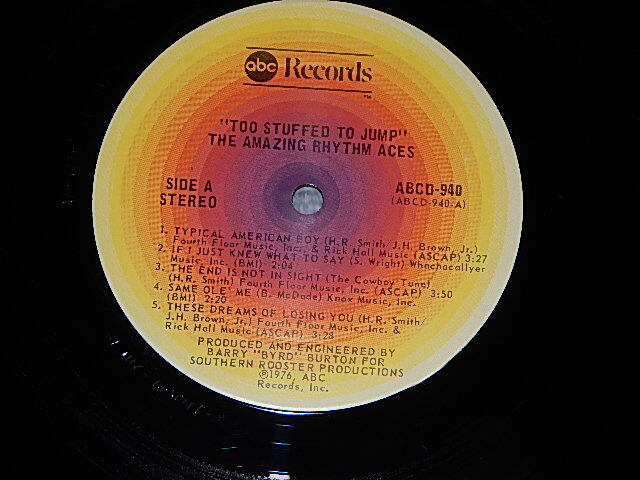 abc Records
TM
"TOO STUFFED TO JUMP"
THE AMAZING RHYTHM ACES
SIDE A
STEREO
ABCD-940
(ABCD-940-A)
1. TYPICAL AMERICAN BOY (H.R. Smith/J.H. Brown, Jr.)
Fourth Floor Music, Inc. & Rick Hall Music (ASCAP) 3:27
2. IF I JUST KNEW WHAT TO SAY (S. Wright) Whachacallyer
Music, Inc. (BMI) 2:04
3. THE END IS NOT IN SIGHT (The Cowboy Tune)
(H.R. Smith) Fourth Floor Music, Inc. (ASCAP) 3:50
4. SAME OLE' ME (B. McDade) Knox Music, Inc.
(BMI) 2:20
5. THESE DREAMS OF LOSING YOU (H.R. Smith/
J.H. Brown, Jr.) Fourth Floor Music, Inc. &
Rick Hall Music (ASCAP) 3:28
PRODUCED AND ENGINEERED BY
BARRY "BYRD" BURTON FOR
SOUTHERN ROOSTER PRODUCTIONS
℗1976, ABC
Records, Inc.